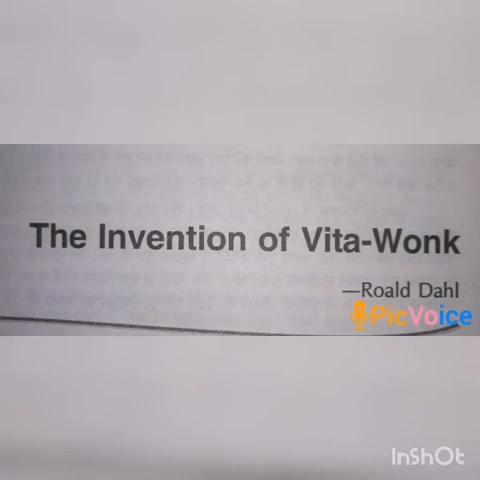 The Invention of Vita-Wonk
—Roald Dahl
PicVoice
InShOt